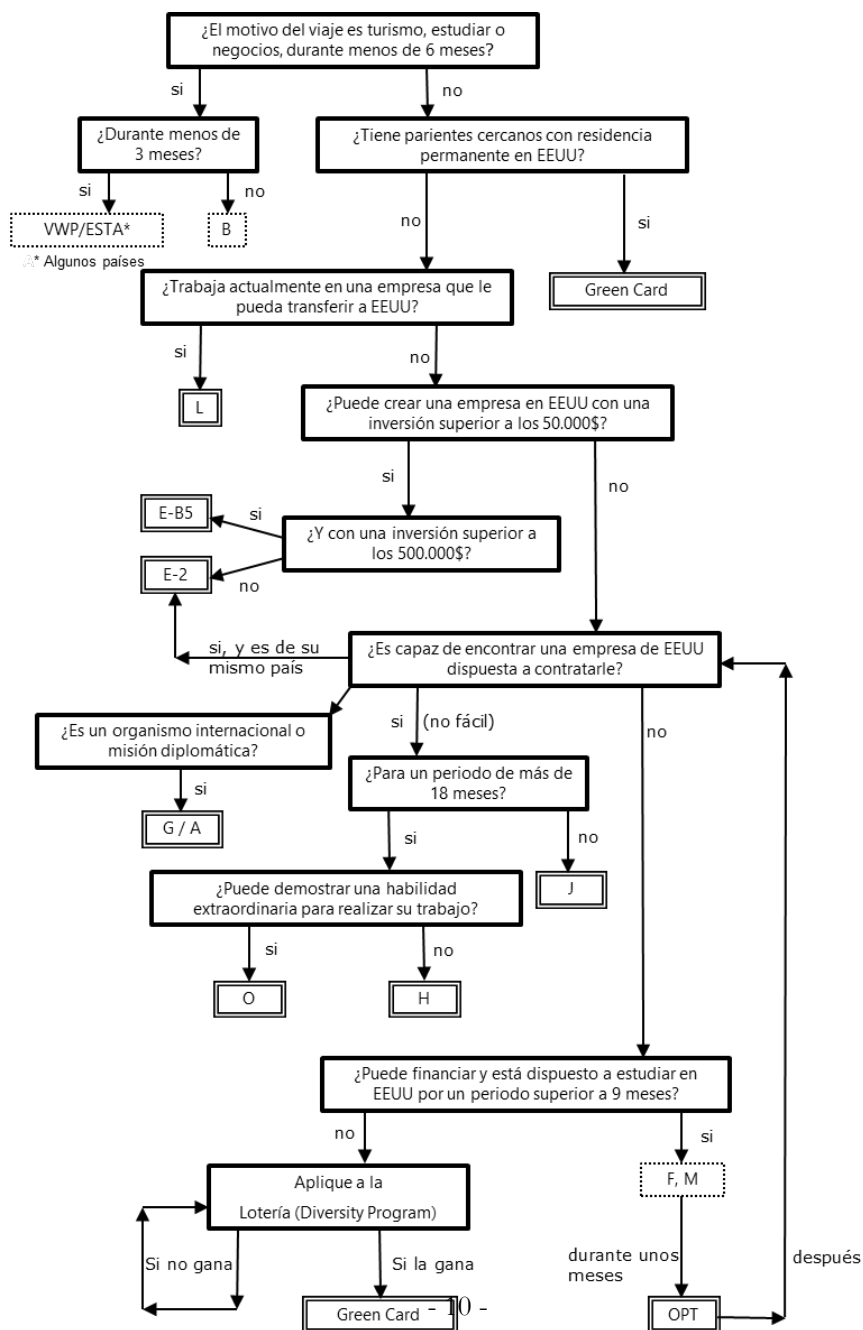 ¿El motivo del viaje es turismo, estudiar o
negocios, durante menos de 6 meses?
si
no
¿Durante menos de
3 meses?
¿Tiene parientes cercanos con residencia
permanente en EEUU?
si
no
VWP/ESTA*
B
no
si
* Algunos países
¿Trabaja actualmente en una empresa que le
pueda transferir a EEUU?
Green Card
si
no
L
¿Puede crear una empresa en EEUU con una
inversión superior a los 50.000$?
si
no
E-B5
si
¿Y con una inversión superior a
los 500.000$?
E-2
no
si, y es de su
mismo país
¿Es capaz de encontrar una empresa de EEUU
dispuesta a contratarle?
¿Es un organismo internacional o
misión diplomática?
si (no fácil)
no
si
¿Para un periodo de más de
18 meses?
G / A
si
no
¿Puede demostrar una habilidad
extraordinaria para realizar su trabajo?
J
si
no
O
H
¿Puede financiar y está dispuesto a estudiar en
EEUU por un periodo superior a 9 meses?
no
si
Aplique a la
Lotería (Diversity Program)
F, M
Si no gana
Si la gana
durante unos
meses
después
Green Card
- 10 -
OPT